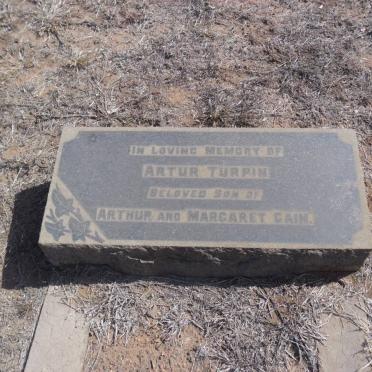 IN LOVING MEMORY OF
ARTUR TURPIN
BELOVED SON OF
ARTHUR AND MARGARET CAIN.